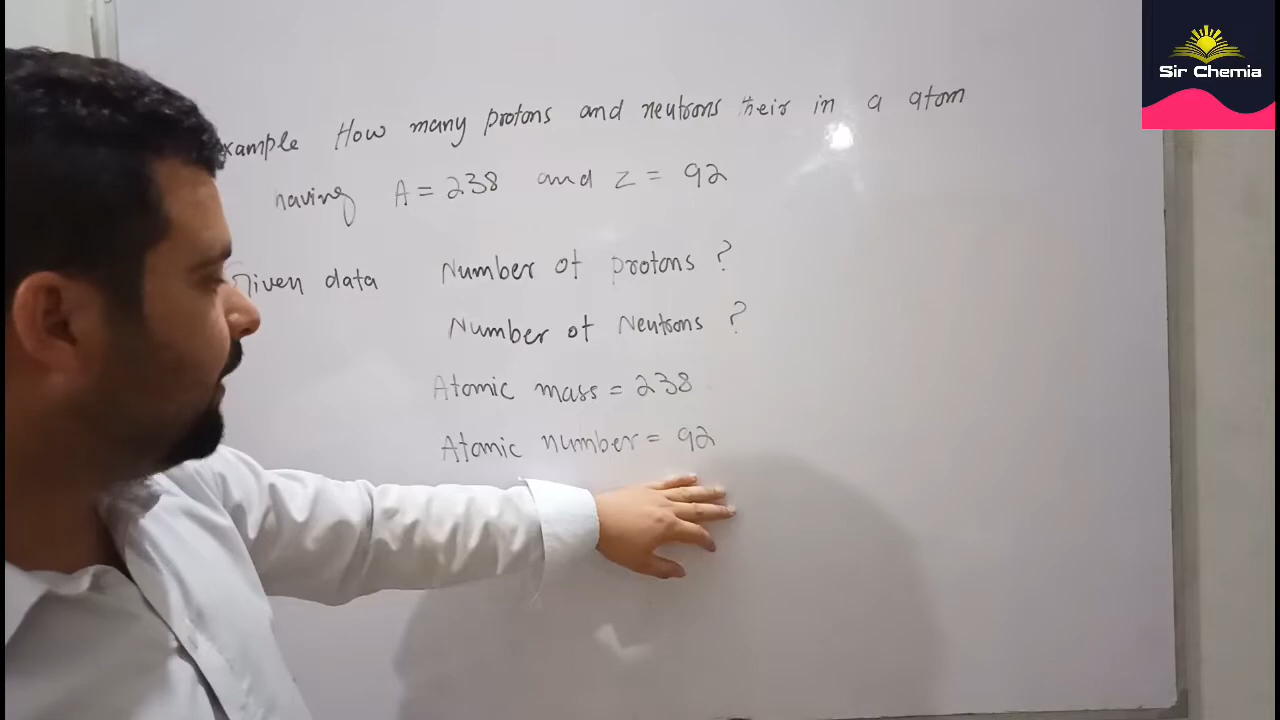 Sir Chemia
xample How many protons and neutrons their in a atom
having A = 238 and Z = 92
Given data Number of protons ?
Number of Neutrons ?
Atomic mass = 238
Atomic number = 92